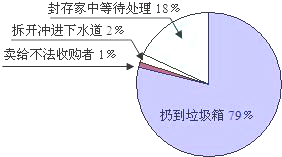 封存家中等待处理 18%
拆开冲进下水道 2%
卖给不法收购者 1%
扔到垃圾箱 79%